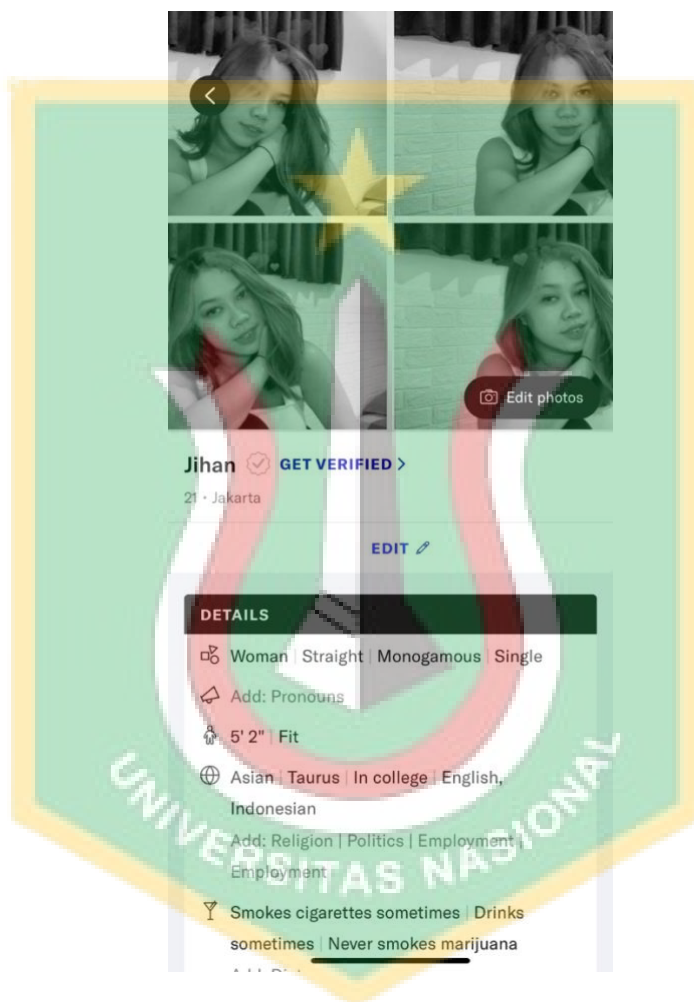 Edit photos
Jihan GET VERIFIED >
21 · Jakarta
EDIT
DETAILS
Woman | Straight | Monogamous | Single
Add: Pronouns
5' 2" | Fit
Asian | Taurus | In college | English,
Indonesian
Add: Religion | Politics | Employment |
Employment
Smokes cigarettes sometimes | Drinks
sometimes | Never smokes marijuana
UNIVERSITAS NASIONAL